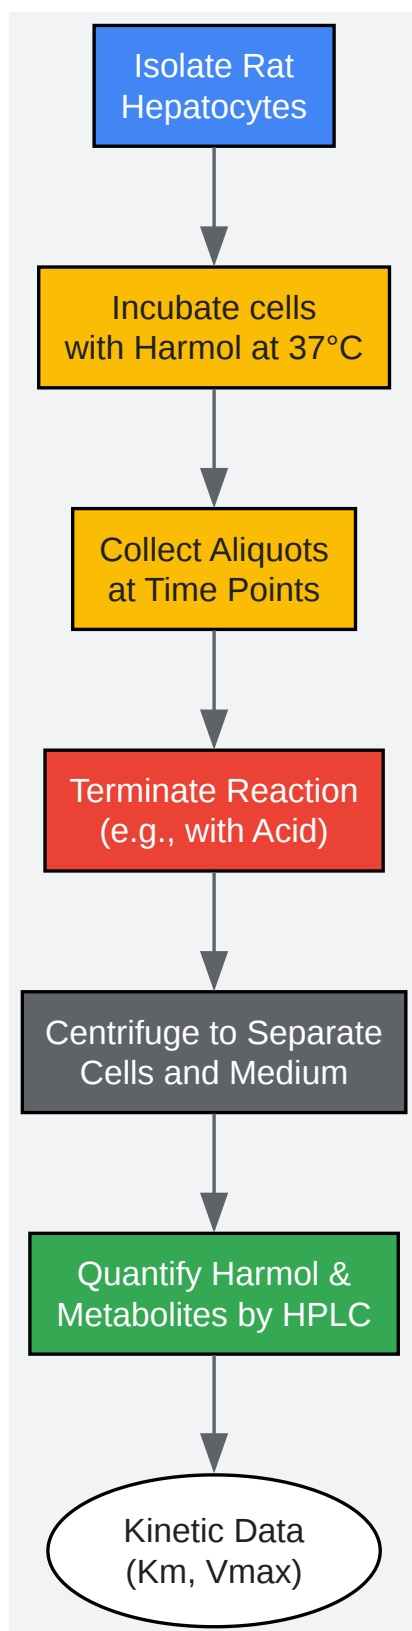 Isolate Rat
Hepatocytes
Incubate cells
with Harmol at 37°C
Collect Aliquots
at Time Points
Terminate Reaction
(e.g., with Acid)
Centrifuge to Separate
Cells and Medium
Quantify Harmol &
Metabolites by HPLC
Kinetic Data
(Km, Vmax)